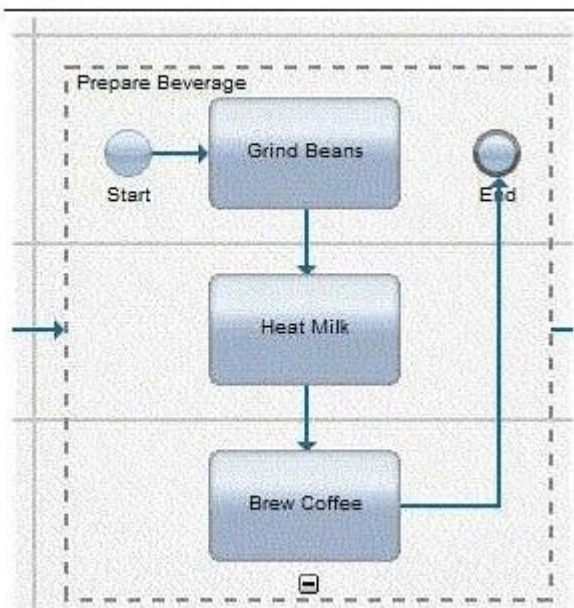 Prepare Beverage
Grind Beans
Start
End
Heat Milk
Brew Coffee